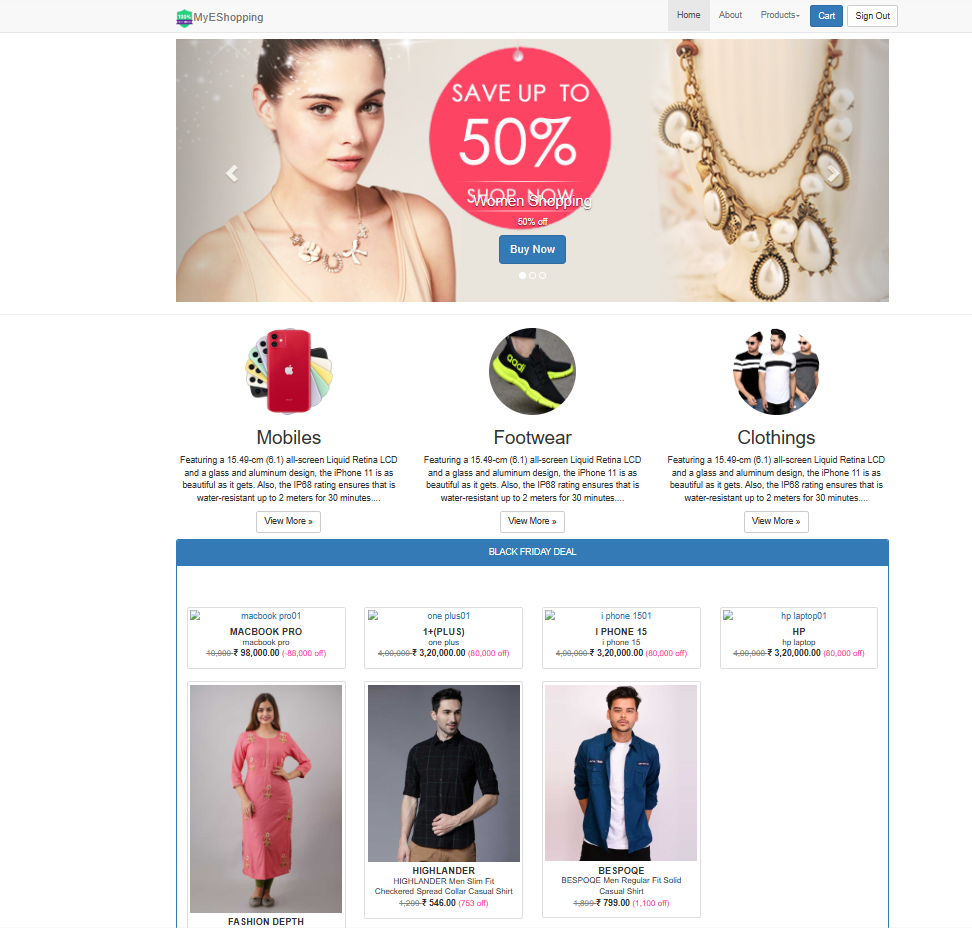 MyEShopping
Home About Products Cart Sign Out
SAVE UP TO
50%
SHOP NOW
Women Shopping
50% off
Buy Now
Mobiles
Featuring a 15.49-cm (6.1) all-screen Liquid Retina LCD
and a glass and aluminum design, the iPhone 11 is as
beautiful as it gets. Also, the IP68 rating ensures that is
water-resistant up to 2 meters for 30 minutes....
View More »
Footwear
Featuring a 15.49-cm (6.1) all-screen Liquid Retina LCD
and a glass and aluminum design, the iPhone 11 is as
beautiful as it gets. Also, the IP68 rating ensures that is
water-resistant up to 2 meters for 30 minutes....
View More »
Clothings
Featuring a 15.49-cm (6.1) all-screen Liquid Retina LCD
and a glass and aluminum design, the iPhone 11 is as
beautiful as it gets. Also, the IP68 rating ensures that is
water-resistant up to 2 meters for 30 minutes....
View More »
BLACK FRIDAY DEAL
macbook pro01
MACBOOK PRO
macbook pro
10,000 ₹ 98,000.00 (-88,000 off)
one plus01
1+(PLUS)
one plus
4,00,000 ₹ 3,20,000.00 (80,000 off)
i phone 1501
I PHONE 15
i phone 15
4,00,000 ₹ 3,20,000.00 (80,000 off)
hp laptop01
HP
hp laptop
4,00,000 ₹ 3,20,000.00 (80,000 off)
FASHION DEPTH
HIGHLANDER
HIGHLANDER Men Slim Fit
Checkered Spread Collar Casual Shirt
1,299 ₹ 546.00 (753 off)
BESPOQE
BESPOQE Men Regular Fit Solid
Casual Shirt
1,899 ₹ 799.00 (1,100 off)